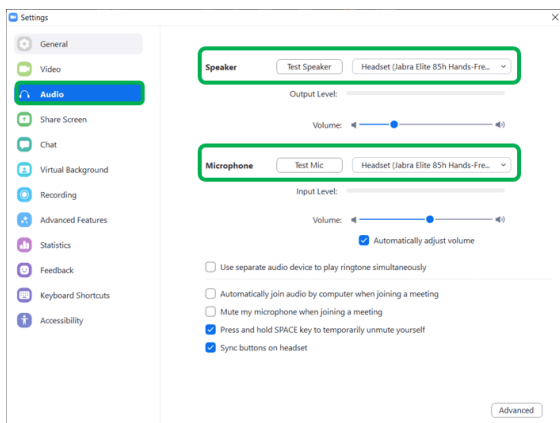 Settings
General
Video
Audio
Share Screen
Chat
Virtual Background
Recording
Advanced Features
Statistics
Feedback
Keyboard Shortcuts
Accessibility
Speaker Test Speaker Headset (Jabra Elite 85h Hands-Fre...
Output Level:
Volume:
Microphone Test Mic Headset (Jabra Elite 85h Hands-Fre...
Input Level:
Volume:
Automatically adjust volume
Use separate audio device to play ringtone simultaneously
Automatically join audio by computer when joining a meeting
Mute my microphone when joining a meeting
Press and hold SPACE key to temporarily unmute yourself
Sync buttons on headset
Advanced